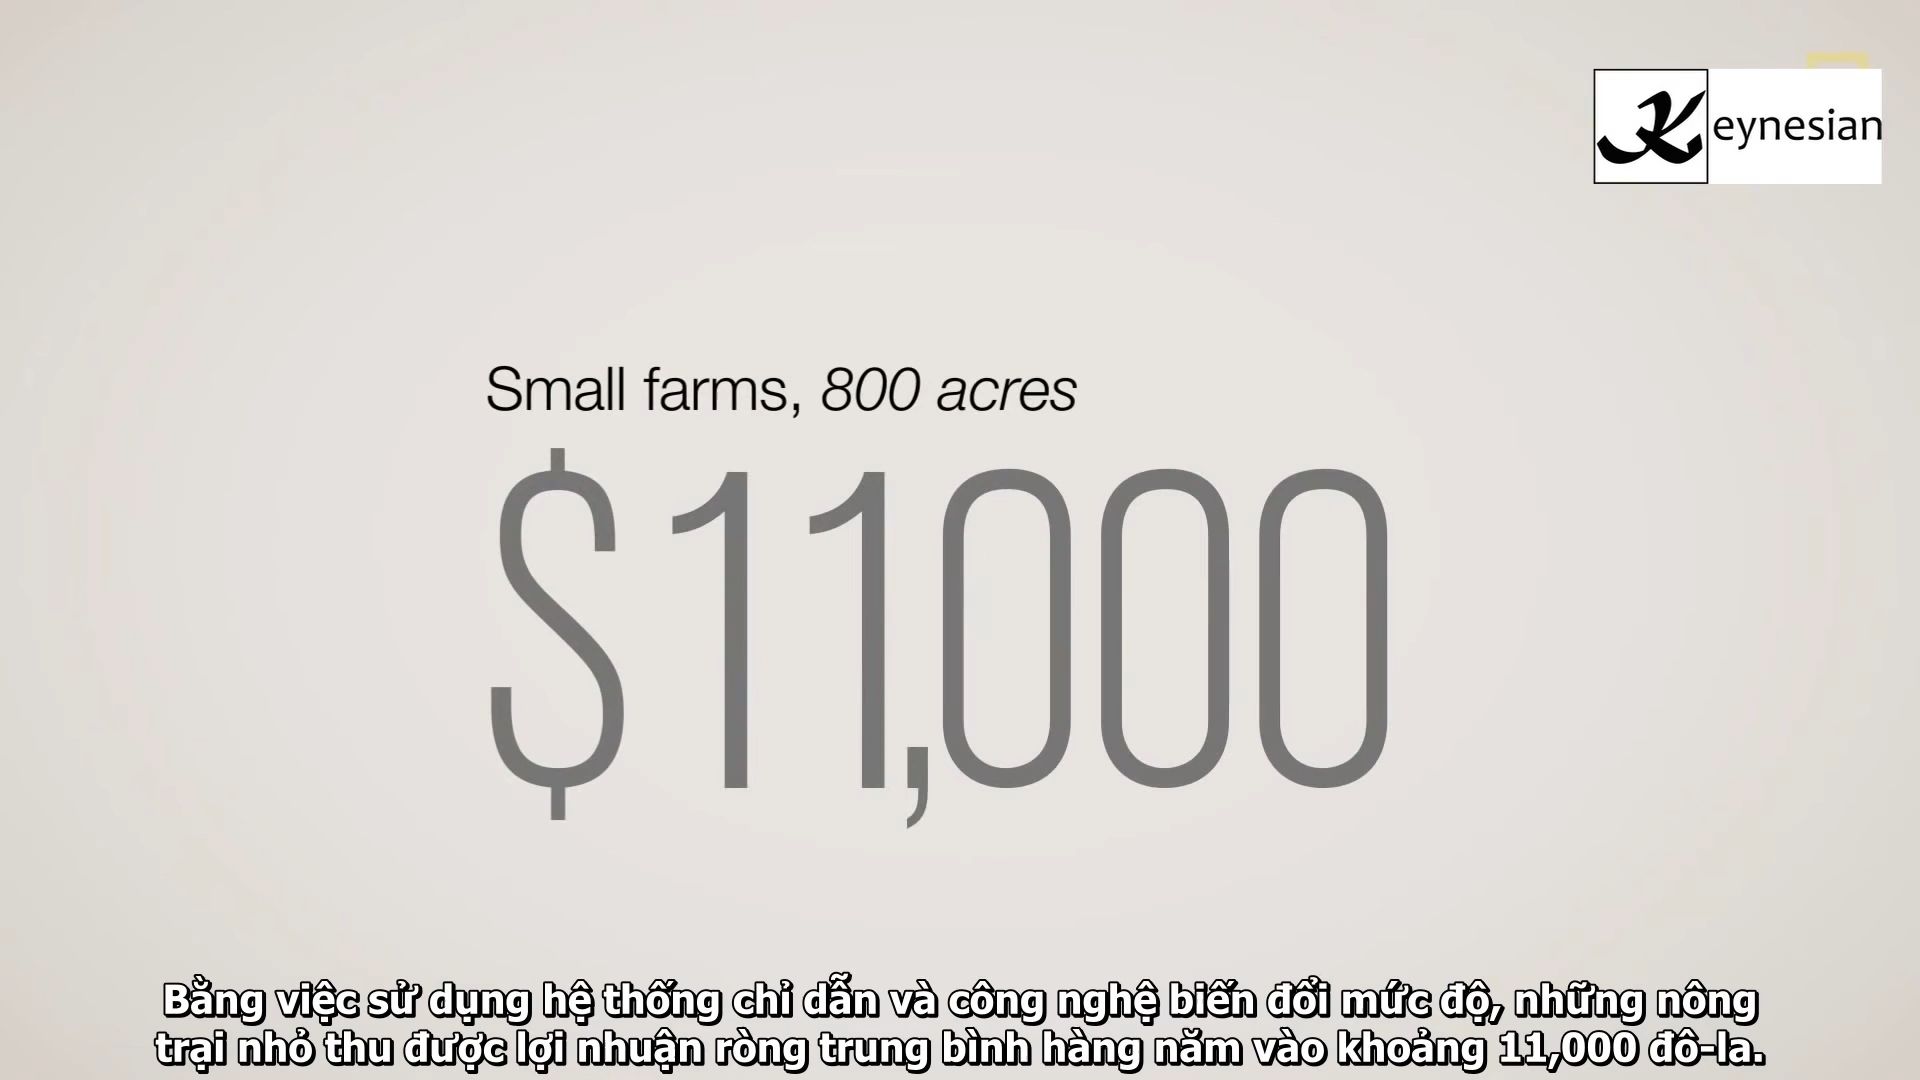 Keynesian
Small farms, 800 acres
$11,000
Bằng việc sử dụng hệ thống chỉ dẫn và công nghệ biến đổi mức độ, những nông
trại nhỏ thu được lợi nhuận ròng trung bình hàng năm vào khoảng 11,000 đô-la.